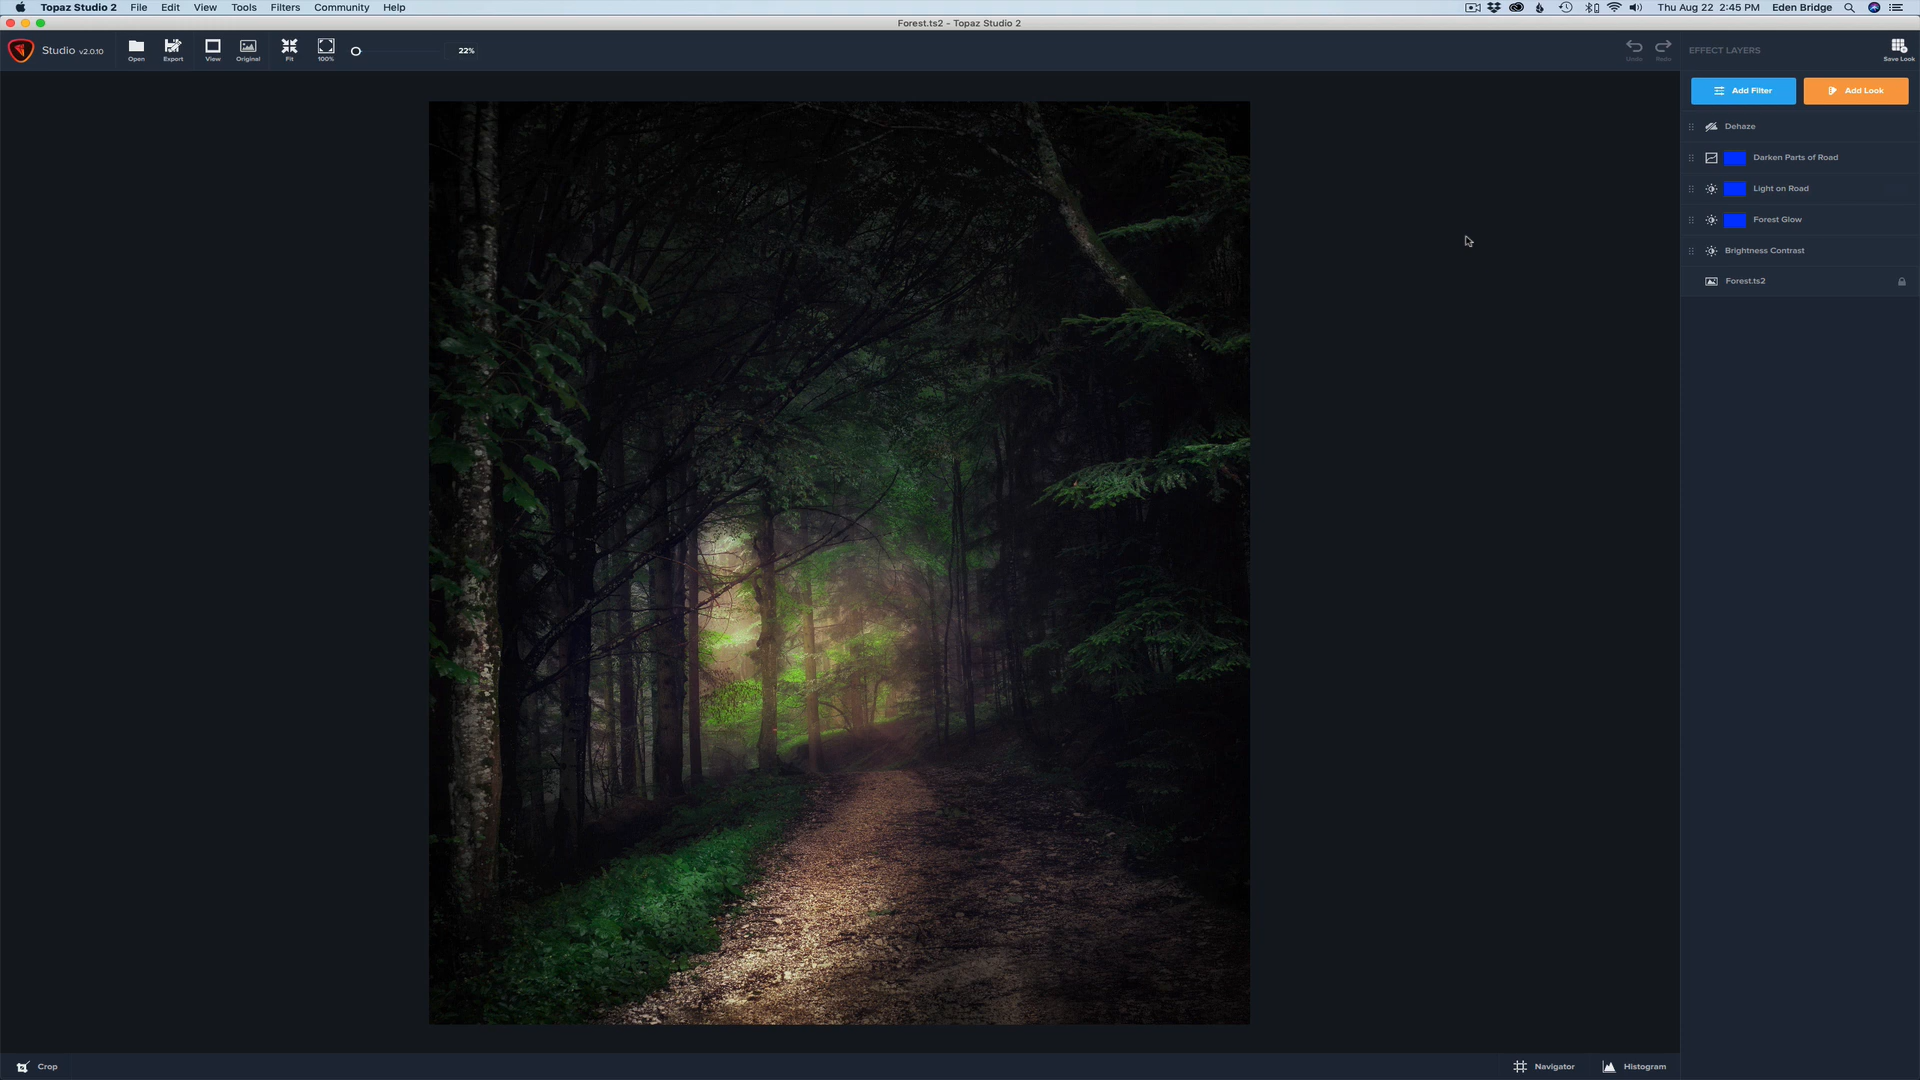 Topaz Studio 2 File Edit View Tools Filters Community Help
Thu Aug 22 2:45 PM Eden Bridge
Forest.ts2 - Topaz Studio 2
Studio v2.0.10
Open
Export
View
Original
Fit
100%
22%
Undo
Redo
EFFECT LAYERS
Save Look
Add Filter
Add Look
Dehaze
Darken Parts of Road
Light on Road
Forest Glow
Brightness Contrast
Forest.ts2
Crop
Navigator
Histogram